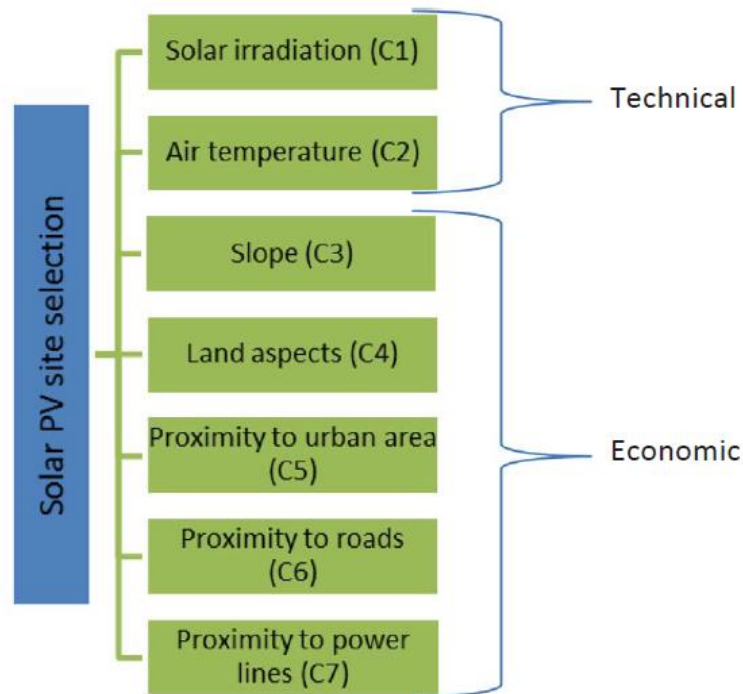 Solar PV site selection
Solar irradiation (C1)
Air temperature (C2)
Technical
Slope (C3)
Land aspects (C4)
Proximity to urban area
(C5)
Proximity to roads
(C6)
Proximity to power
lines (C7)
Economic